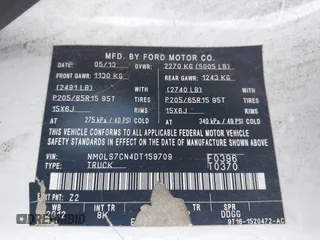 MFD. BY FORD MOTOR CO.
DATE: 05/13 GVWR: 2270 KG (5005 LB)
FRONT GAWR: 1130 KG REAR GAWR: 1243 KG
(2491 LB) (2740 LB)
P205/65R15 95T P205/65R15 95T
15X6J 15X6J
AT 275 kPa / 40 PSI COLD AT 340 kPa / 49 PSI COLD
THIS VEHICLE CONFORMS TO ALL APPLICABLE FEDERAL MOTOR VEHICLE
SAFETY STANDARDS IN EFFECT ON THE DATE OF MANUFACTURE SHOWN ABOVE.
VIN: NM0LS7CN4DT159709 F0396
TYPE: TRUCK T0370
EXT PNT: Z2
WB
2912 8K DDGG
9T16-1520472-AC